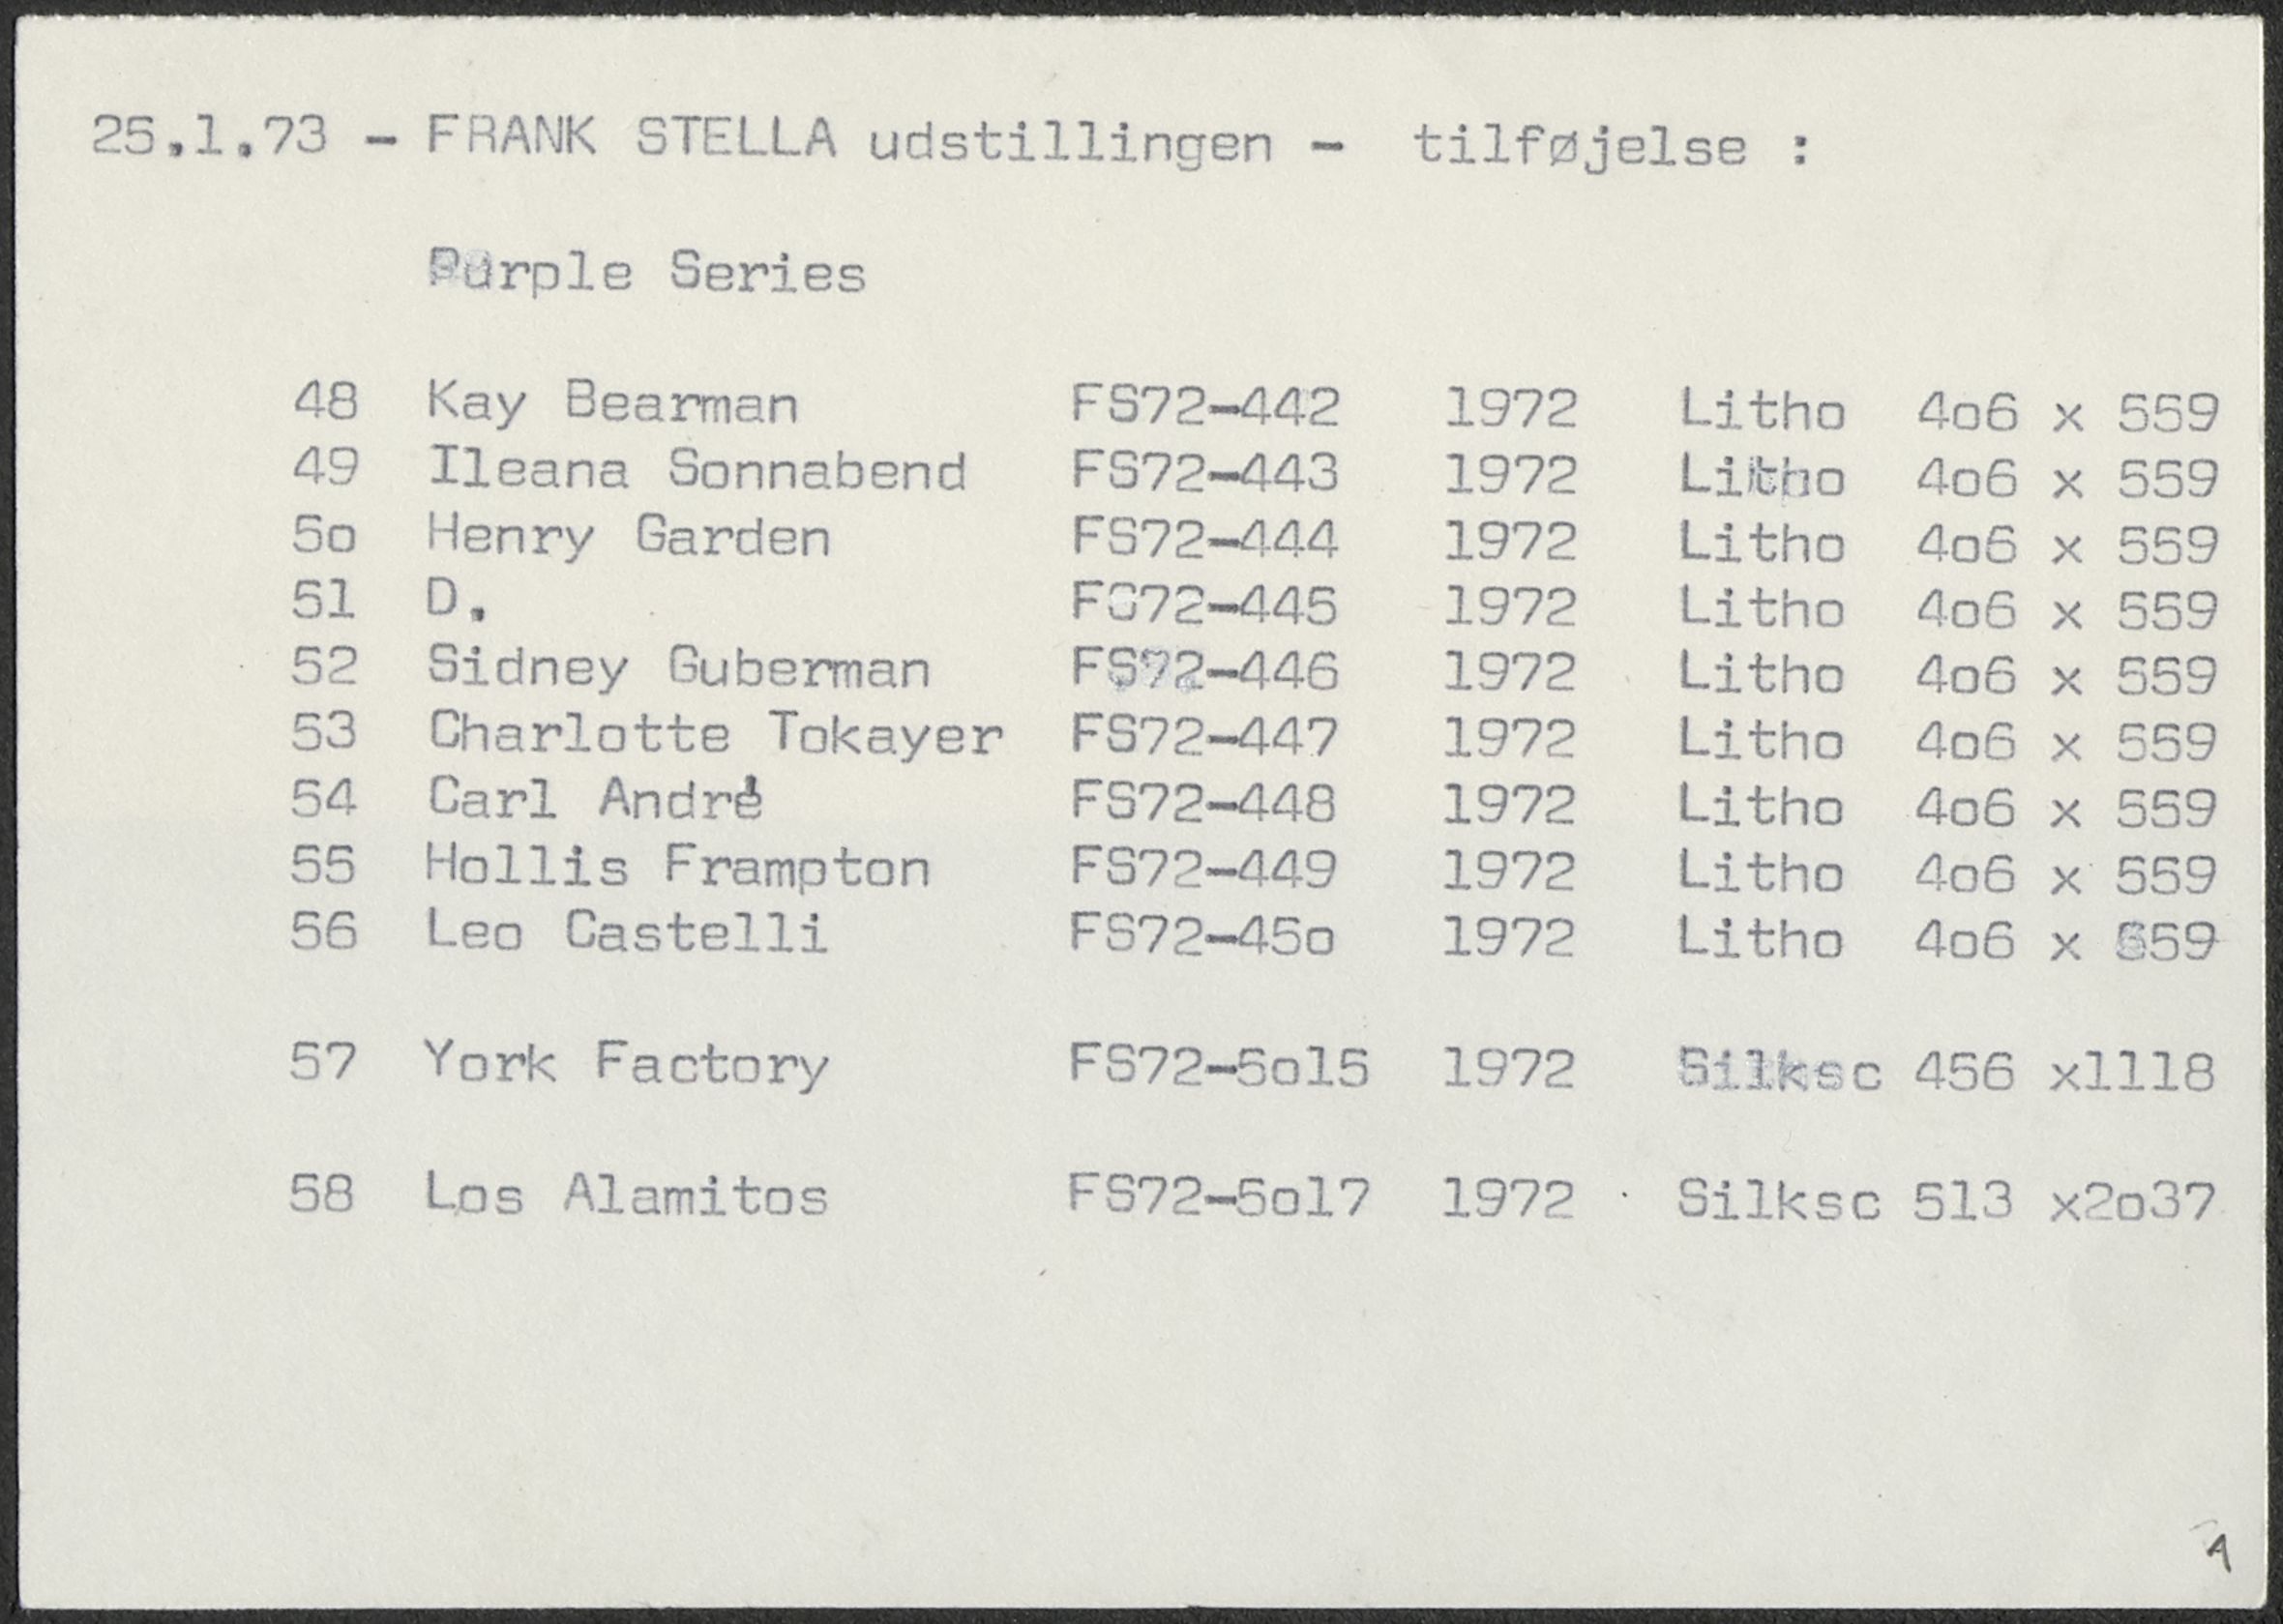 25.1.73 - FRANK STELLA udstillingen - tilføjelse :
Purple Series
48 Kay Bearman FS72-442 1972 Litho 4o6 x 559
49 Ileana Sonnabend FS72-443 1972 Litho 4o6 x 559
5o Henry Garden FS72-444 1972 Litho 4o6 x 559
51 D. FS72-445 1972 Litho 4o6 x 559
52 Sidney Guberman FS72-446 1972 Litho 4o6 x 559
53 Charlotte Tokayer FS72-447 1972 Litho 4o6 x 559
54 Carl André FS72-448 1972 Litho 4o6 x 559
55 Hollis Frampton FS72-449 1972 Litho 4o6 x 559
56 Leo Castelli FS72-45o 1972 Litho 4o6 x 559
57 York Factory FS72-5o15 1972 Silksc 456 x1118
58 Los Alamitos FS72-5o17 1972 Silksc 513 x2o37
1